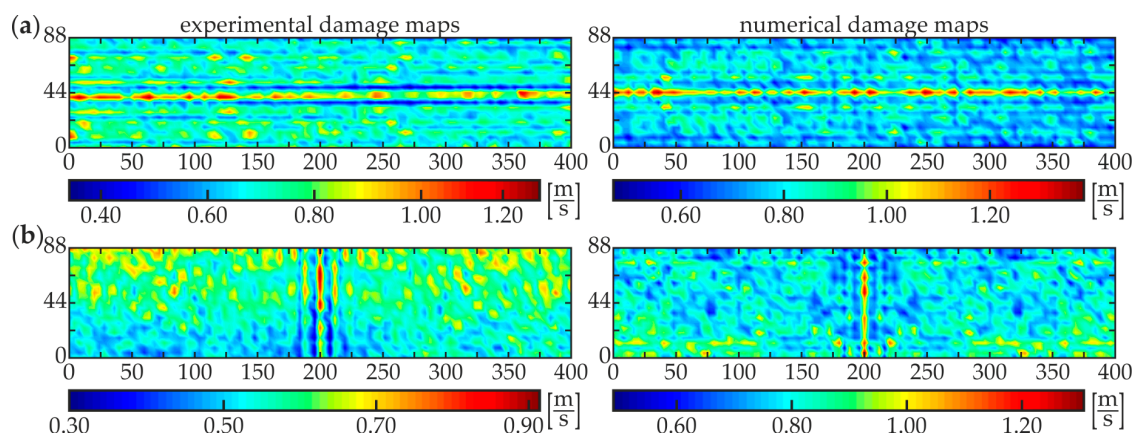 experimental damage maps numerical damage maps
(a) 88 88
44 44
0 0
0 50 100 150 200 250 300 350 400 0 50 100 150 200 250 300 350 400
0.40 0.60 0.80 1.00 1.20 [m/s] 0.60 0.80 1.00 1.20 [m/s]
(b) 88 88
44 44
0 0
0 50 100 150 200 250 300 350 400 0 50 100 150 200 250 300 350 400
0.30 0.50 0.70 0.90 [m/s] 0.60 0.80 1.00 1.20 [m/s]